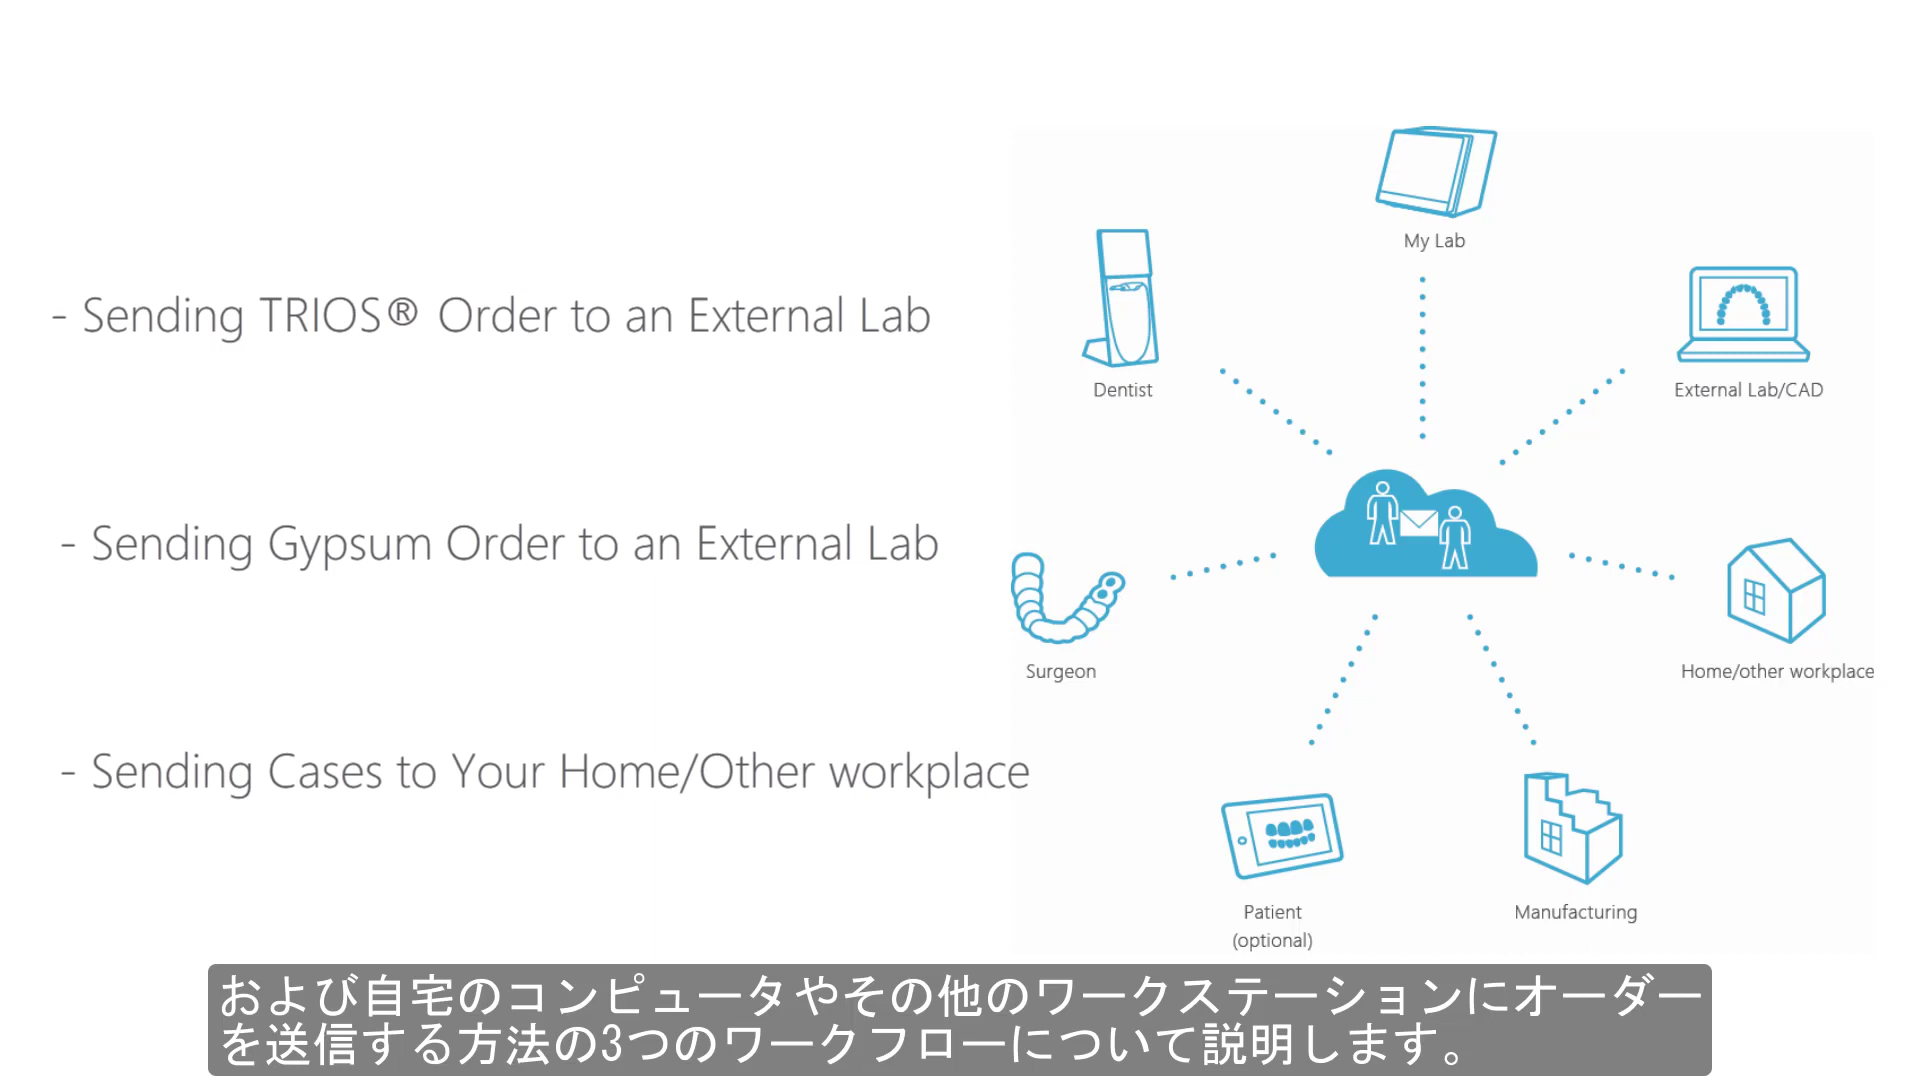 - Sending TRIOS® Order to an External Lab
- Sending Gypsum Order to an External Lab
- Sending Cases to Your Home/Other workplace
My Lab
Dentist
External Lab/CAD
Surgeon
Home/other workplace
Patient
(optional)
Manufacturing
および自宅のコンピュータやその他のワークステーションにオーダー
を送信する方法の3つのワークフローについて説明します。